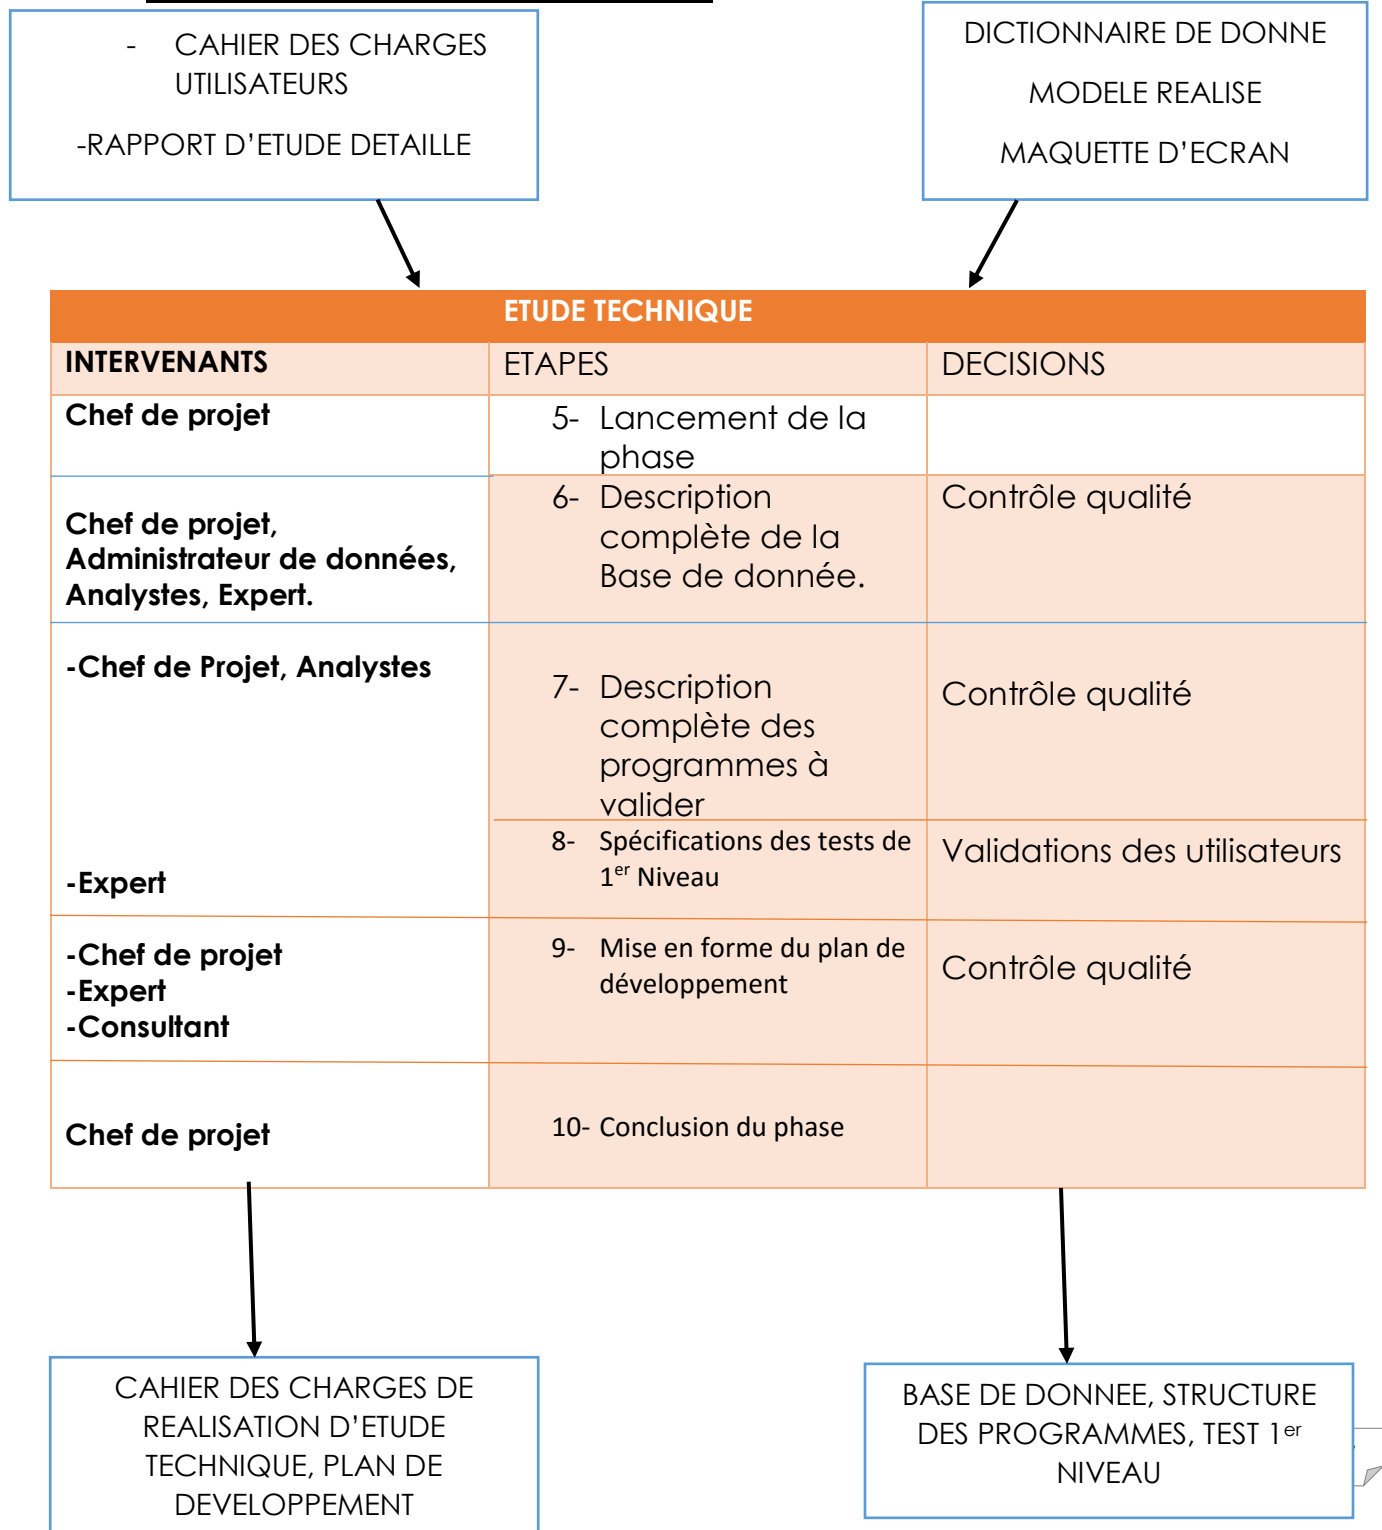 - CAHIER DES CHARGES
UTILISATEURS
-RAPPORT D’ETUDE DETAILLE
DICTIONNAIRE DE DONNE
MODELE REALISE
MAQUETTE D’ECRAN
ETUDE TECHNIQUE
INTERVENANTS
ETAPES
DECISIONS
Chef de projet
5- Lancement de la
phase
Chef de projet,
Administrateur de données,
Analystes, Expert.
6- Description
complète de la
Base de donnée.
Contrôle qualité
-Chef de Projet, Analystes
7- Description
complète des
programmes à
valider
Contrôle qualité
-Expert
8- Spécifications des tests de
1er Niveau
Validations des utilisateurs
-Chef de projet
-Expert
-Consultant
9- Mise en forme du plan de
développement
Contrôle qualité
Chef de projet
10- Conclusion du phase
CAHIER DES CHARGES DE
REALISATION D’ETUDE
TECHNIQUE, PLAN DE
DEVELOPPEMENT
BASE DE DONNEE, STRUCTURE
DES PROGRAMMES, TEST 1er
NIVEAU